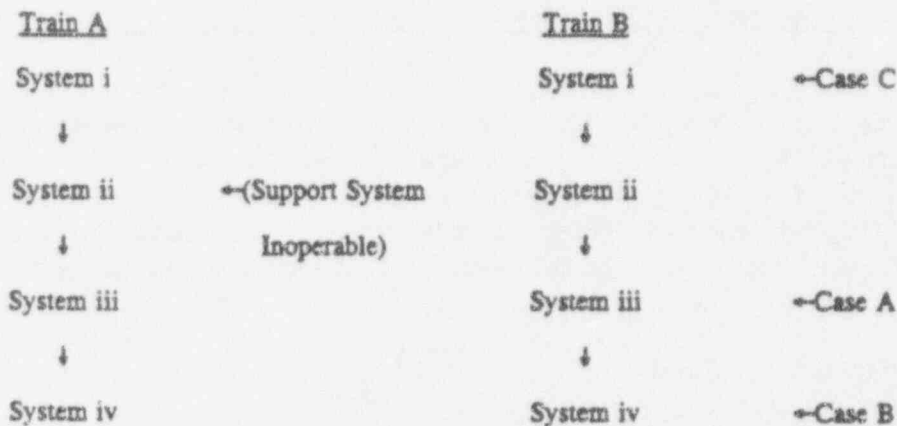 Train A Train B
System i System i ←Case C
↓ ↓
System ii ←(Support System System ii
↓ Inoperable) ↓
System iii System iii ←Case A
↓ ↓
System iv System iv ←Case B